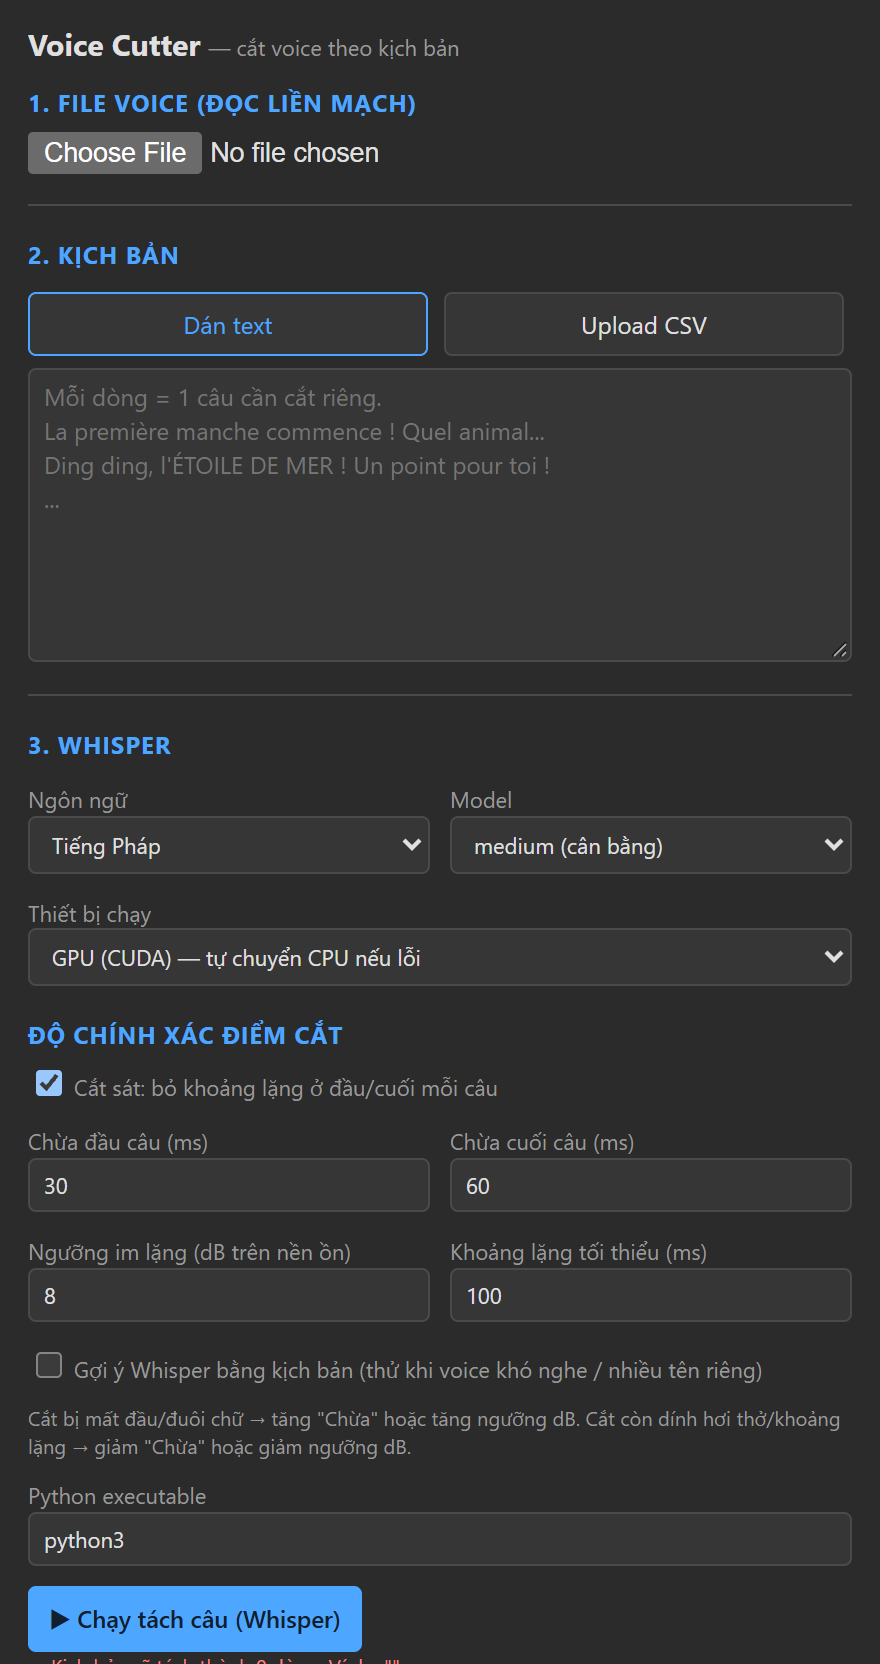 Voice Cutter — cắt voice theo kịch bản
1. FILE VOICE (ĐỌC LIỀN MẠCH)
Choose File No file chosen
2. KỊCH BẢN
Dán text
Upload CSV
Mỗi dòng = 1 câu cần cắt riêng.
La première manche commence ! Quel animal...
Ding ding, l'ÉTOILE DE MER ! Un point pour toi !
...
3. WHISPER
Ngôn ngữ
Model
Tiếng Pháp
medium (cân bằng)
Thiết bị chạy
GPU (CUDA) — tự chuyển CPU nếu lỗi
ĐỘ CHÍNH XÁC ĐIỂM CẮT
Cắt sát: bỏ khoảng lặng ở đầu/cuối mỗi câu
Chừa đầu câu (ms)
Chừa cuối câu (ms)
30
60
Ngưỡng im lặng (dB trên nền ồn)
Khoảng lặng tối thiểu (ms)
8
100
Gợi ý Whisper bằng kịch bản (thử khi voice khó nghe / nhiều tên riêng)
Cắt bị mất đầu/đuôi chữ → tăng "Chừa" hoặc tăng ngưỡng dB. Cắt còn dính hơi thở/khoảng
lặng → giảm "Chừa" hoặc giảm ngưỡng dB.
Python executable
python3
▶ Chạy tách câu (Whisper)